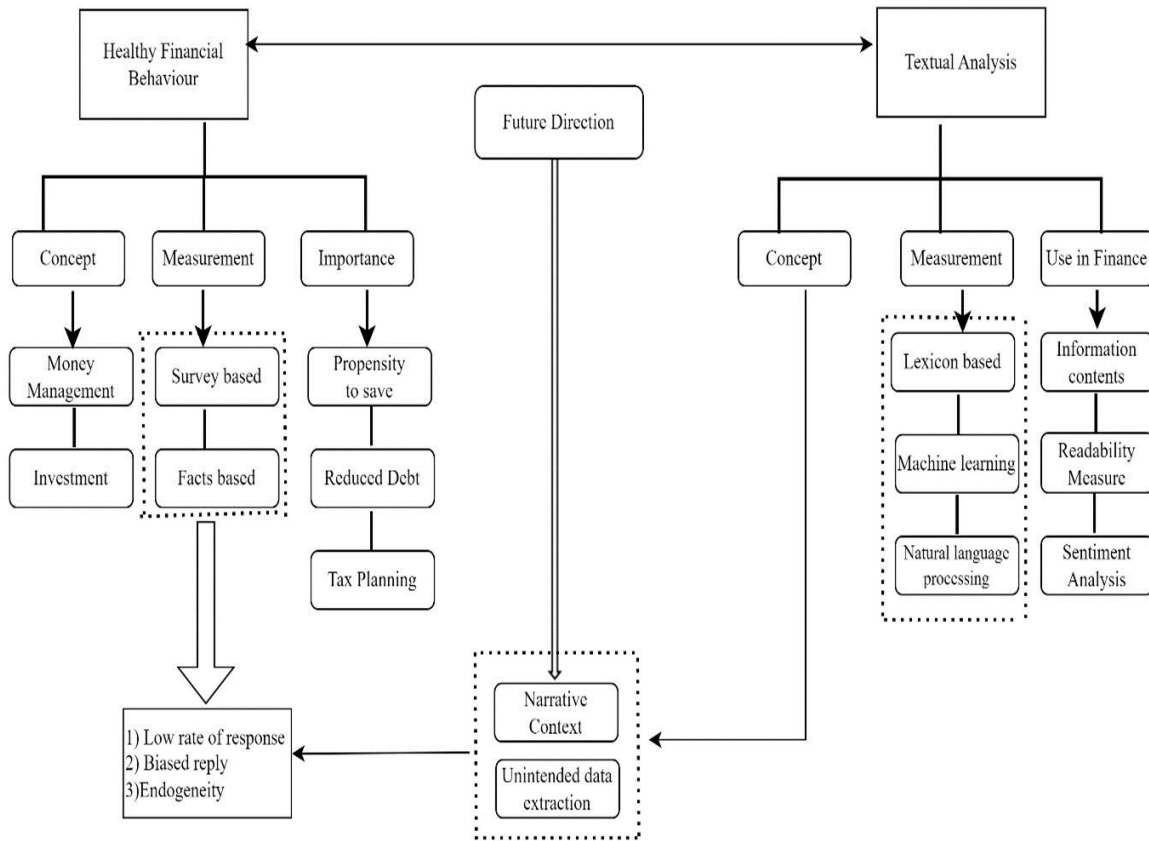 Healthy Financial
Behaviour
Textual Analysis
Future Direction
Concept
Measurement
Importance
Concept
Measurement
Use in Finance
Money
Management
Survey based
Propensity
to save
Lexicon based
Information
contents
Investment
Facts based
Reduced Debt
Machine learning
Readability
Measure
Tax Planning
Natural language
processing
Sentiment
Analysis
Narrative
Context
1) Low rate of response
2) Biased reply
3)Endogeneity
Unintended data
extraction